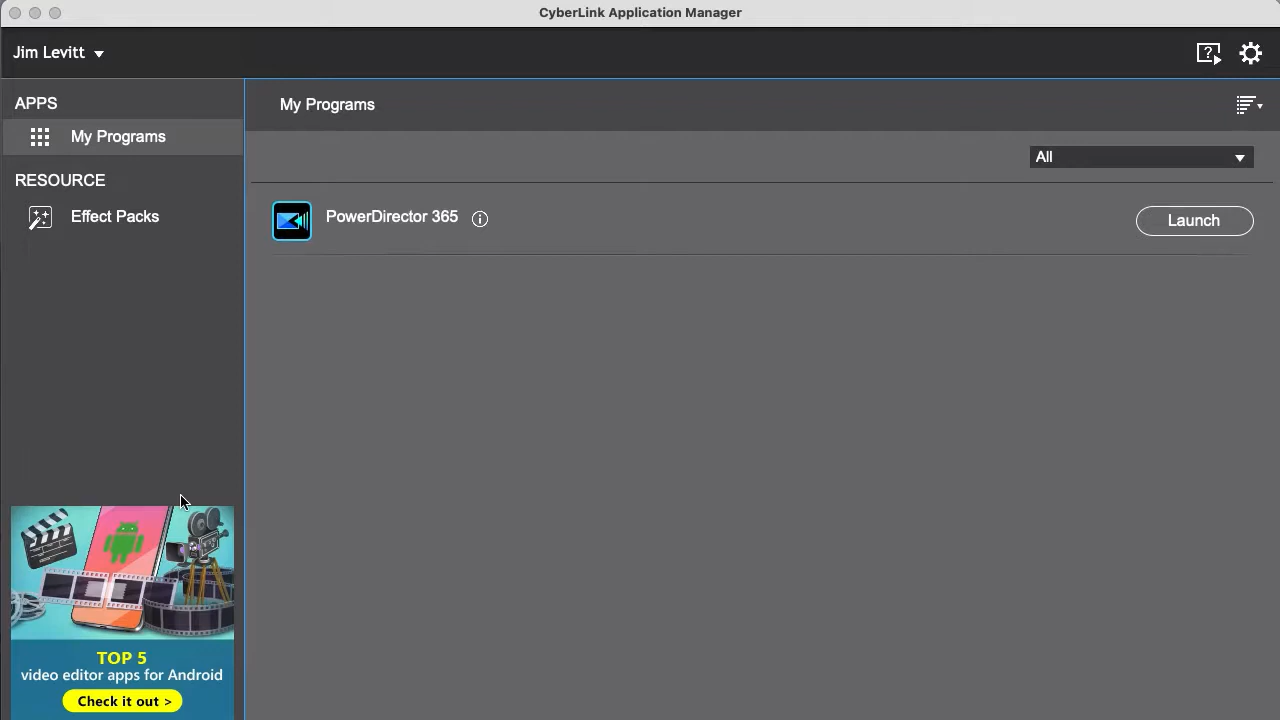 CyberLink Application Manager
Jim Levitt
APPS
My Programs
RESOURCE
Effect Packs
My Programs
All
PowerDirector 365
Launch
TOP 5
video editor apps for Android
Check it out >